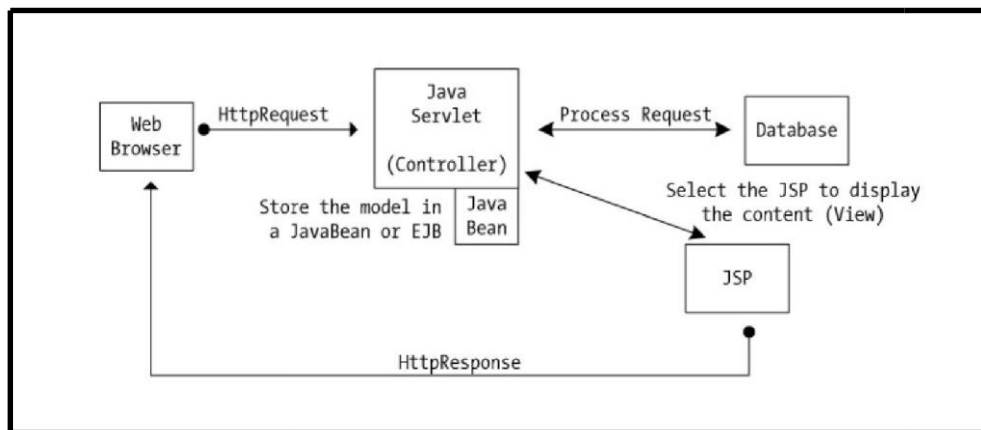 Web
Browser
HttpRequest
Java
Servlet
(Controller)
Process Request
Database
Store the model in
a JavaBean or EJB
Java
Bean
Select the JSP to display
the content (View)
JSP
HttpResponse